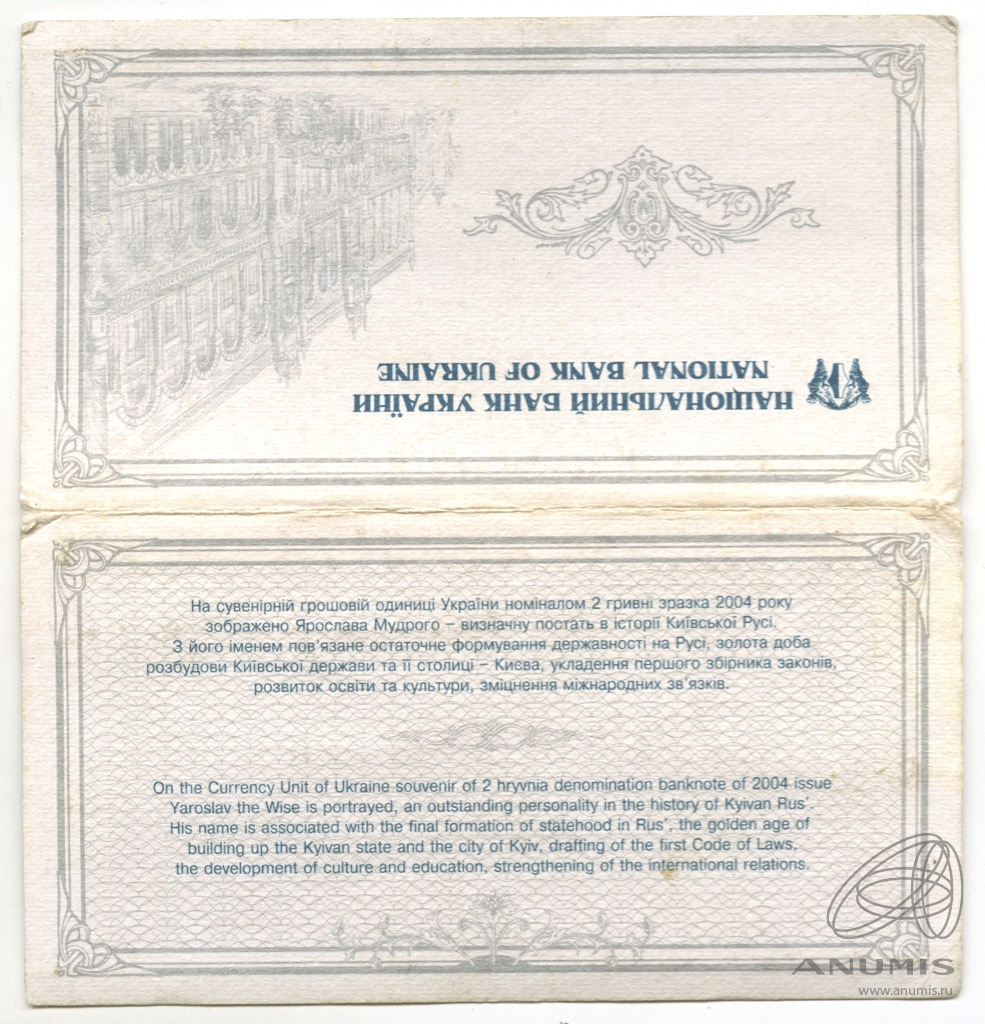 НАЦІОНАЛЬНИЙ БАНК УКРАЇНИ
NATIONAL BANK OF UKRAINE
На сувенірній грошовій одиниці України номіналом 2 гривні зразка 2004 року
зображено Ярослава Мудрого – визначну постать в історії Київської Русі.
З його іменем пов'язане остаточне формування державності на Русі, золота доба
розбудови Київської держави та її столиці – Києва, укладення першого збірника законів,
розвиток освіти та культури, зміцнення міжнародних зв'язків.
On the Currency Unit of Ukraine souvenir of 2 hryvnia denomination banknote of 2004 issue
Yaroslav the Wise is portrayed, an outstanding personality in the history of Kyivan Rus'.
His name is associated with the final formation of statehood in Rus', the golden age of
building up the Kyivan state and the city of Kyiv, drafting of the first Code of Laws,
the development of culture and education, strengthening of the international relations.
ANUMIS
www.anumis.ru